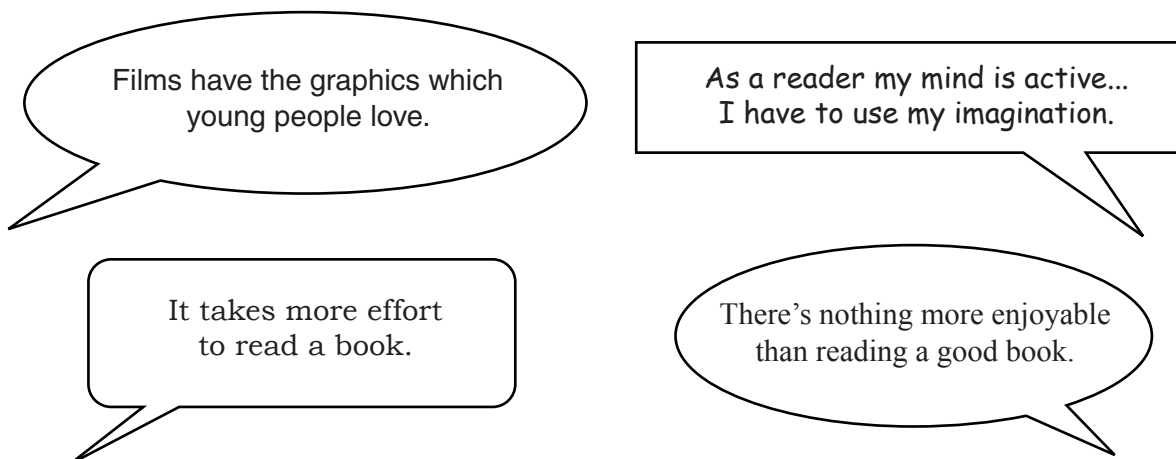 Films have the graphics which
young people love.
As a reader my mind is active...
I have to use my imagination.
It takes more effort
to read a book.
There’s nothing more enjoyable
than reading a good book.